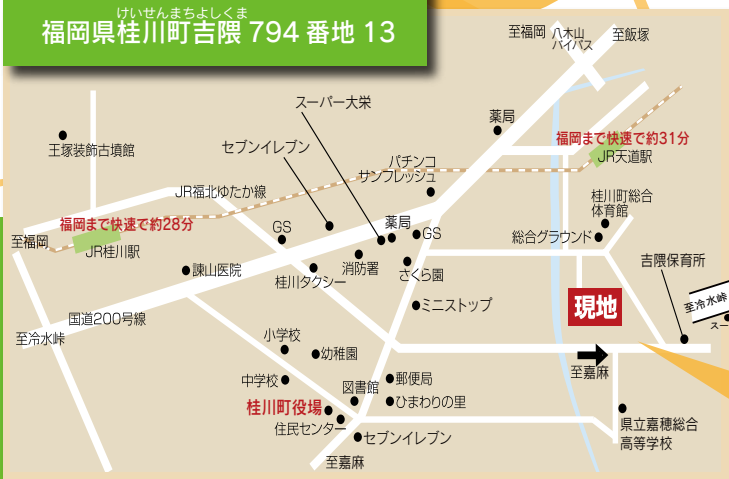 けいせんまちよしくま
福岡県桂川町吉隈 794 番地 13
至福岡
八木山
バイパス
至飯塚
スーパー大栄
薬局
王塚装飾古墳館
セブンイレブン
福岡まで快速で約31分
JR天道駅
パチンコ
サンフレッシュ
JR福北ゆたか線
桂川町総合
体育館
福岡まで快速で約28分
至福岡
JR桂川駅
GS
薬局
GS
総合グラウンド
吉隈保育所
諫山医院
桂川タクシー
消防署
さくら園
現地
至冷水峠
スー
ミニストップ
国道200号線
至冷水峠
小学校
幼稚園
至嘉麻
中学校
図書館
郵便局
桂川町役場
ひまわりの里
住民センター
セブンイレブン
県立嘉穂総合
高等学校
至嘉麻